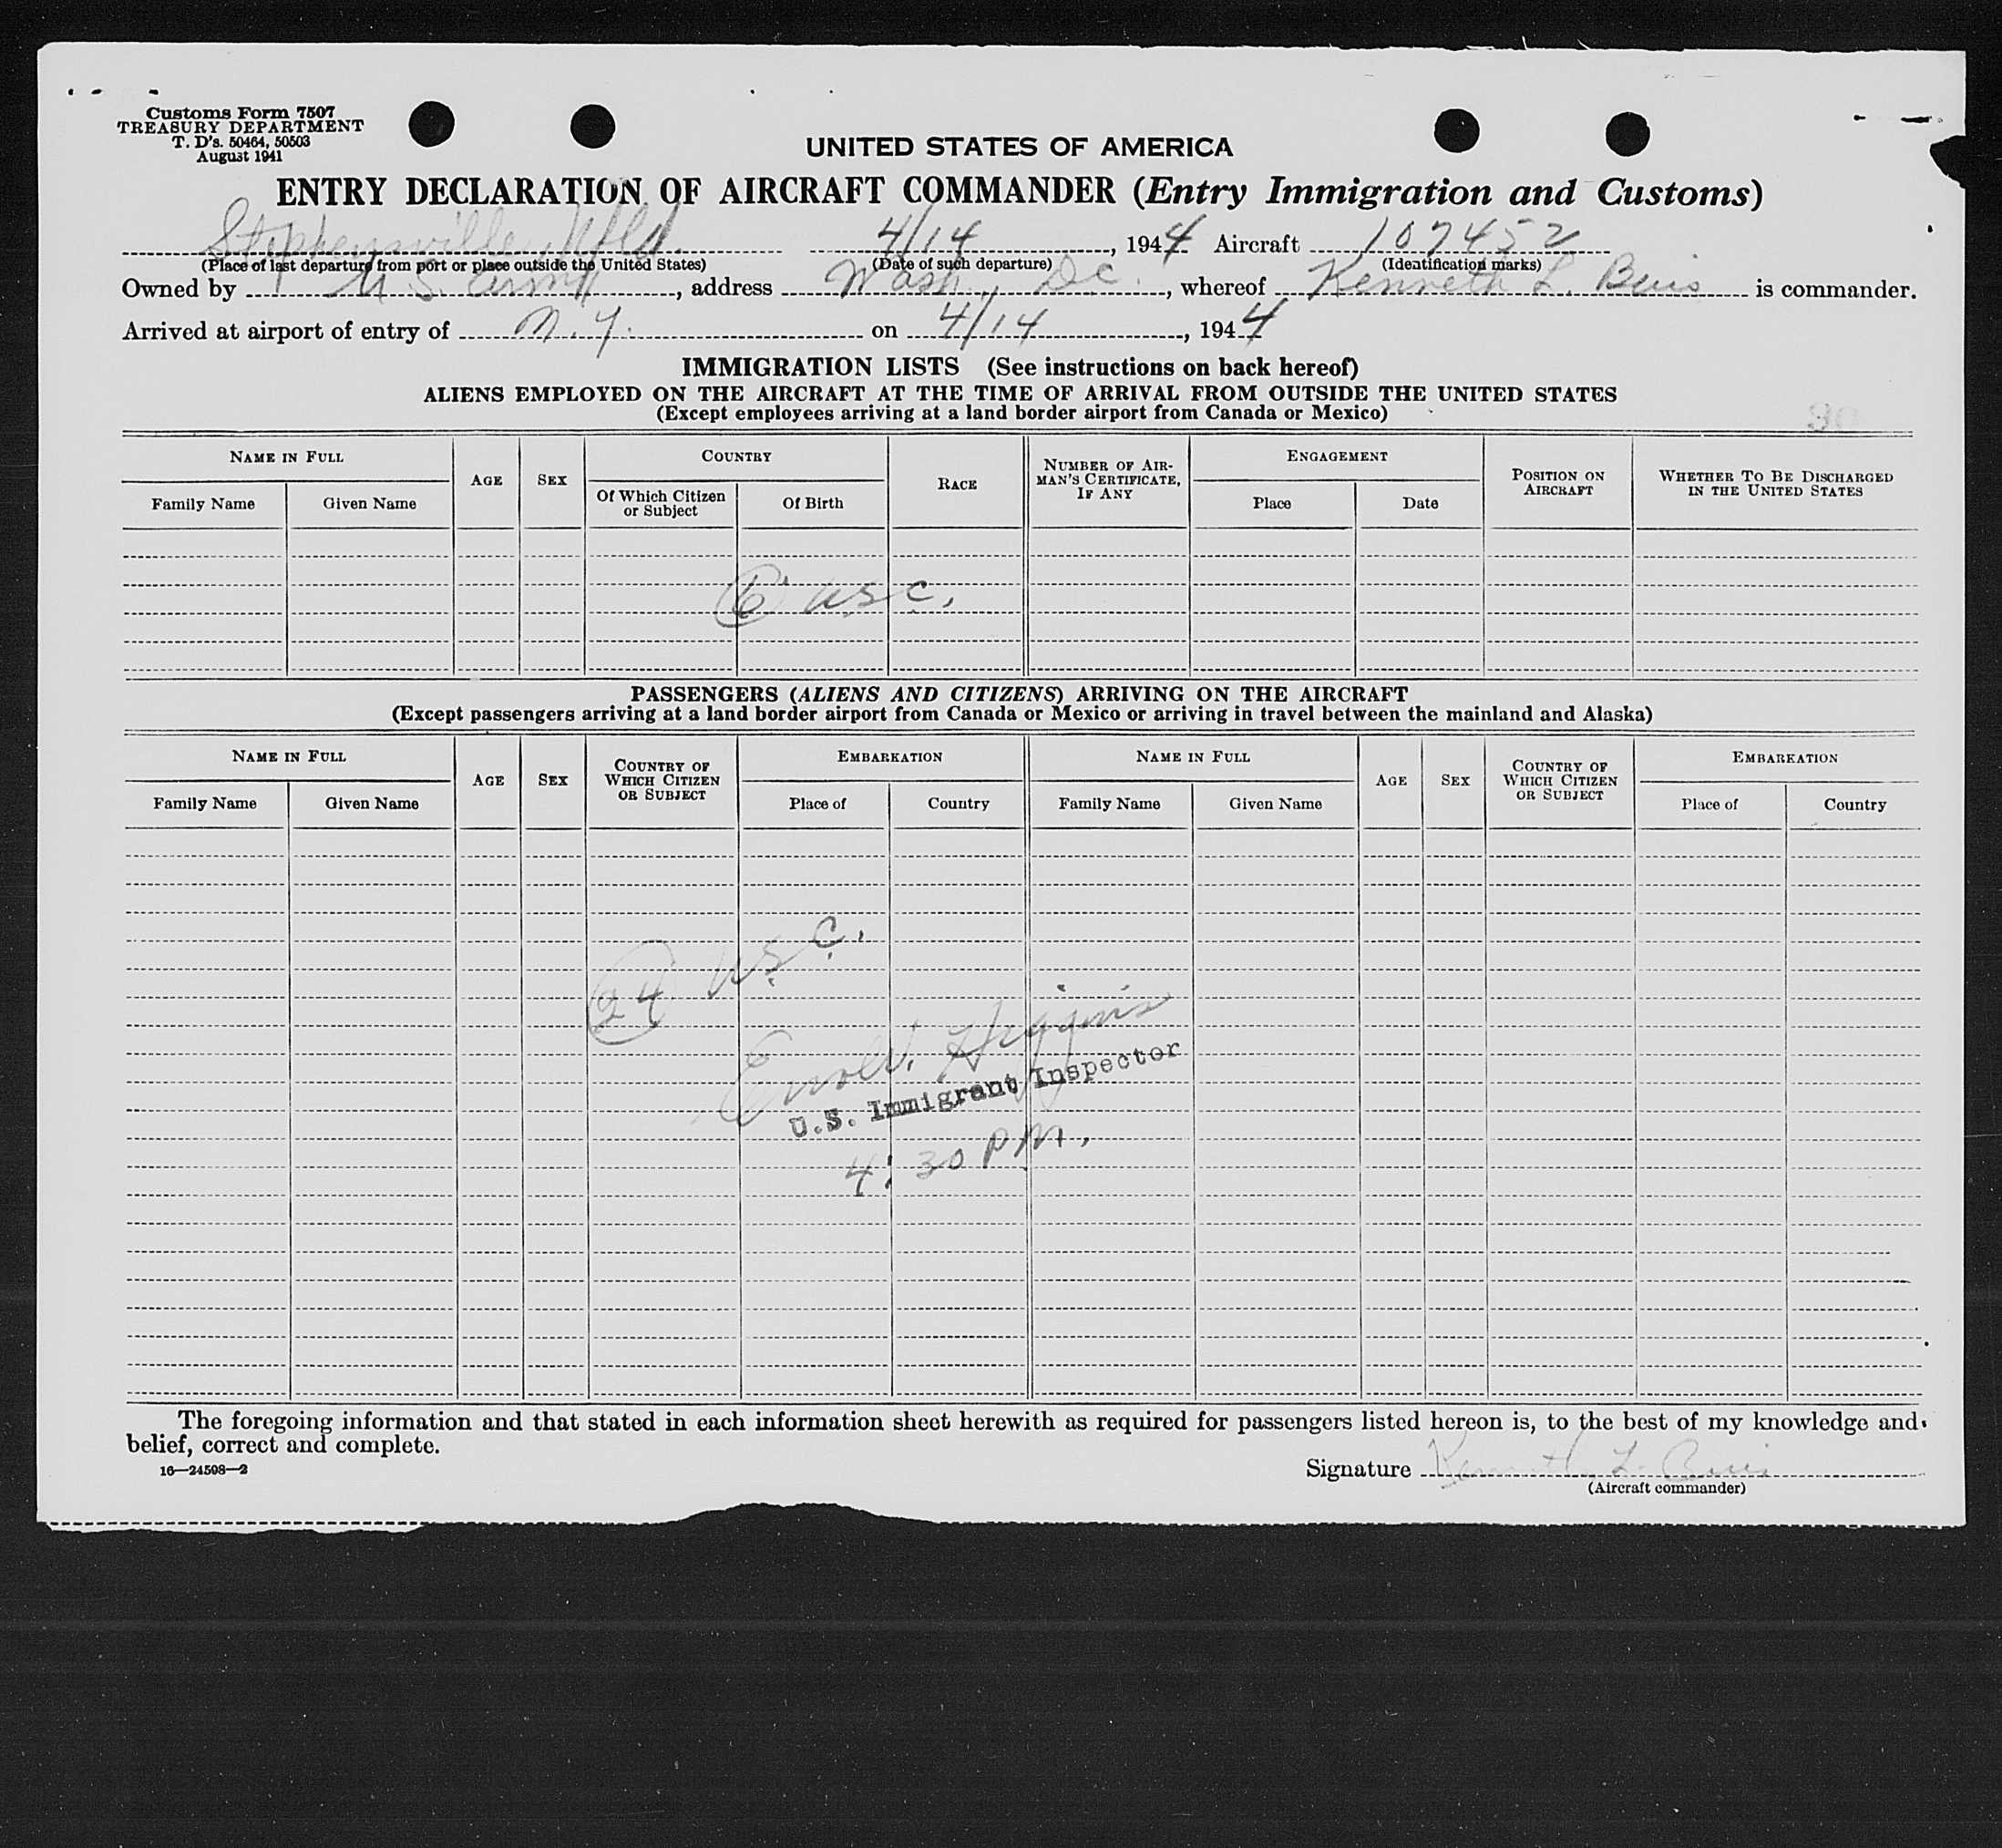 Customs Form 7507
TREASURY DEPARTMENT
T. D's. 50464, 50503
August 1941
UNITED STATES OF AMERICA
ENTRY DECLARATION OF AIRCRAFT COMMANDER (Entry Immigration and Customs)
Stephensville, Nfld. 4/14, 1944 Aircraft 107452
(Place of last departure from port or place outside the United States) (Date of such departure) (Identification marks)
Owned by U.S. Army, address Wash., D.C., whereof Kenneth L. Buis is commander.
Arrived at airport of entry of N.Y. on 4/14, 1944
IMMIGRATION LISTS (See instructions on back hereof)
ALIENS EMPLOYED ON THE AIRCRAFT AT THE TIME OF ARRIVAL FROM OUTSIDE THE UNITED STATES
(Except employees arriving at a land border airport from Canada or Mexico)
30
NAME IN FULL AGE SEX COUNTRY RACE NUMBER OF AIRMAN'S CERTIFICATE, IF ANY ENGAGEMENT POSITION ON AIRCRAFT WHETHER TO BE DISCHARGED IN THE UNITED STATES
Family Name Given Name Of Which Citizen or Subject Of Birth Place Date
6 U.S.C.
PASSENGERS (ALIENS AND CITIZENS) ARRIVING ON THE AIRCRAFT
(Except passengers arriving at a land border airport from Canada or Mexico or arriving in travel between the mainland and Alaska)
NAME IN FULL AGE SEX COUNTRY OF WHICH CITIZEN OR SUBJECT EMBARKATION NAME IN FULL AGE SEX COUNTRY OF WHICH CITIZEN OR SUBJECT EMBARKATION
Family Name Given Name Place of Country Family Name Given Name Place of Country
24 U.S.C.
Higgins
U.S. Immigrant Inspector
4:30 PM.
The foregoing information and that stated in each information sheet herewith as required for passengers listed hereon is, to the best of my knowledge and
belief, correct and complete.
16—24598—2
Signature Kenneth L. Buis
(Aircraft commander)